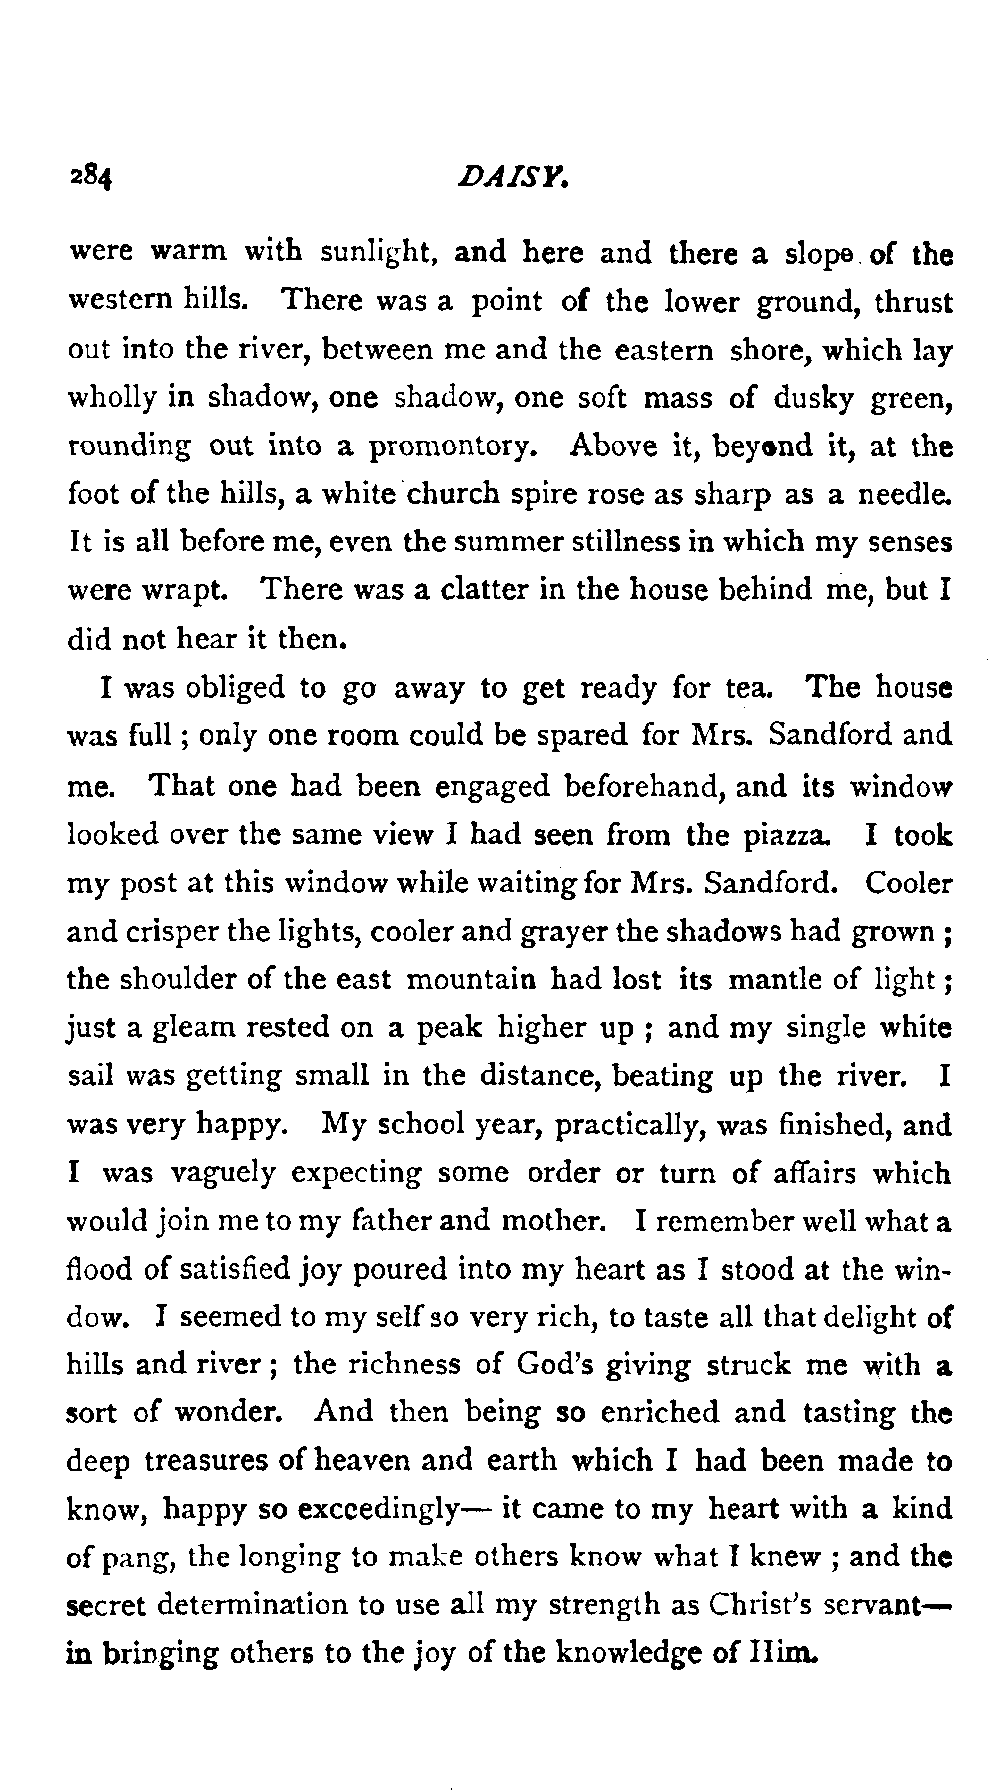 284 DAISY.
were warm with sunlight, and here and there a slope of the
western hills. There was a point of the lower ground, thrust
out into the river, between me and the eastern shore, which lay
wholly in shadow, one shadow, one soft mass of dusky green,
rounding out into a promontory. Above it, beyond it, at the
foot of the hills, a white church spire rose as sharp as a needle.
It is all before me, even the summer stillness in which my senses
were wrapt. There was a clatter in the house behind me, but I
did not hear it then.
I was obliged to go away to get ready for tea. The house
was full ; only one room could be spared for Mrs. Sandford and
me. That one had been engaged beforehand, and its window
looked over the same view I had seen from the piazza. I took
my post at this window while waiting for Mrs. Sandford. Cooler
and crisper the lights, cooler and grayer the shadows had grown ;
the shoulder of the east mountain had lost its mantle of light ;
just a gleam rested on a peak higher up ; and my single white
sail was getting small in the distance, beating up the river. I
was very happy. My school year, practically, was finished, and
I was vaguely expecting some order or turn of affairs which
would join me to my father and mother. I remember well what a
flood of satisfied joy poured into my heart as I stood at the win-
dow. I seemed to my self so very rich, to taste all that delight of
hills and river ; the richness of God's giving struck me with a
sort of wonder. And then being so enriched and tasting the
deep treasures of heaven and earth which I had been made to
know, happy so exceedingly— it came to my heart with a kind
of pang, the longing to make others know what I knew ; and the
secret determination to use all my strength as Christ's servant—
in bringing others to the joy of the knowledge of Him.